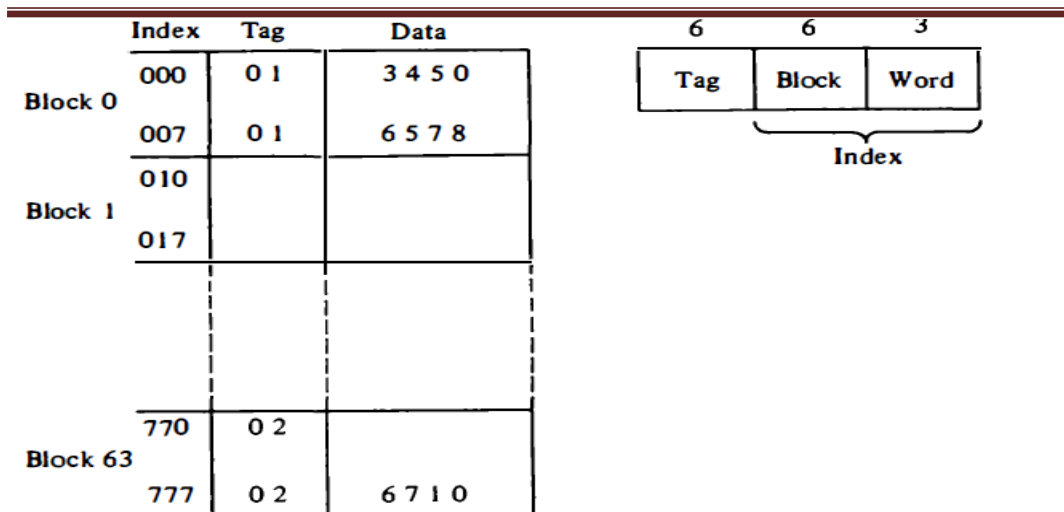 Index Tag Data
000 0 1 3 4 5 0
Block 0
007 0 1 6 5 7 8
010
Block 1
017
770 0 2
Block 63
777 0 2 6 7 1 0
6 6 3
Tag Block Word
Index